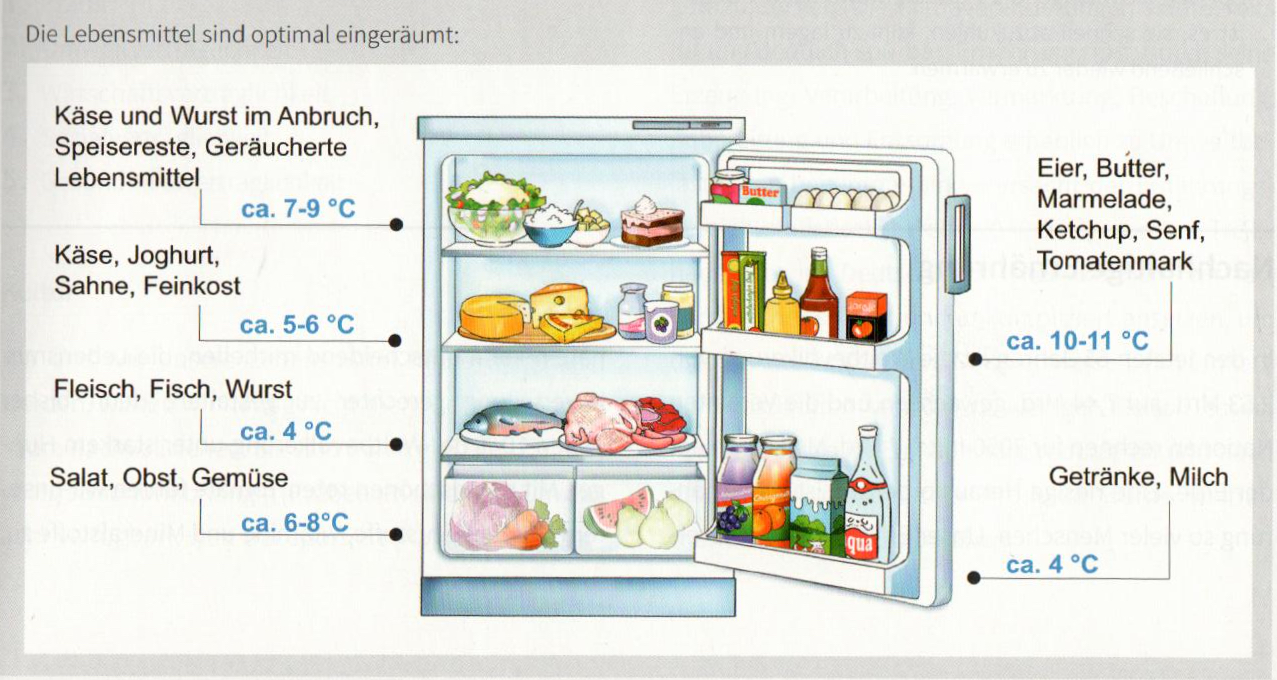 Die Lebensmittel sind optimal eingeräumt:
Käse und Wurst im Anbruch,
Speisereste, Geräucherte
Lebensmittel
ca. 7-9 °C
Käse, Joghurt,
Sahne, Feinkost
ca. 5-6 °C
Fleisch, Fisch, Wurst
ca. 4 °C
Salat, Obst, Gemüse
ca. 6-8°C
Butter
Eier, Butter,
Marmelade,
Ketchup, Senf,
Tomatenmark
ca. 10-11 °C
Getränke, Milch
ca. 4 °C
qua